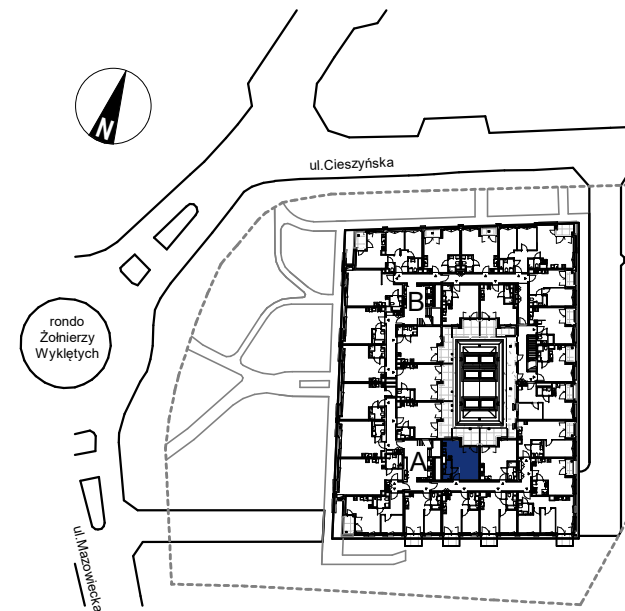 N
ul.Cieszyńska
B
rondo
Żołnierzy
Wyklętych
A
ul.Mazowiecka